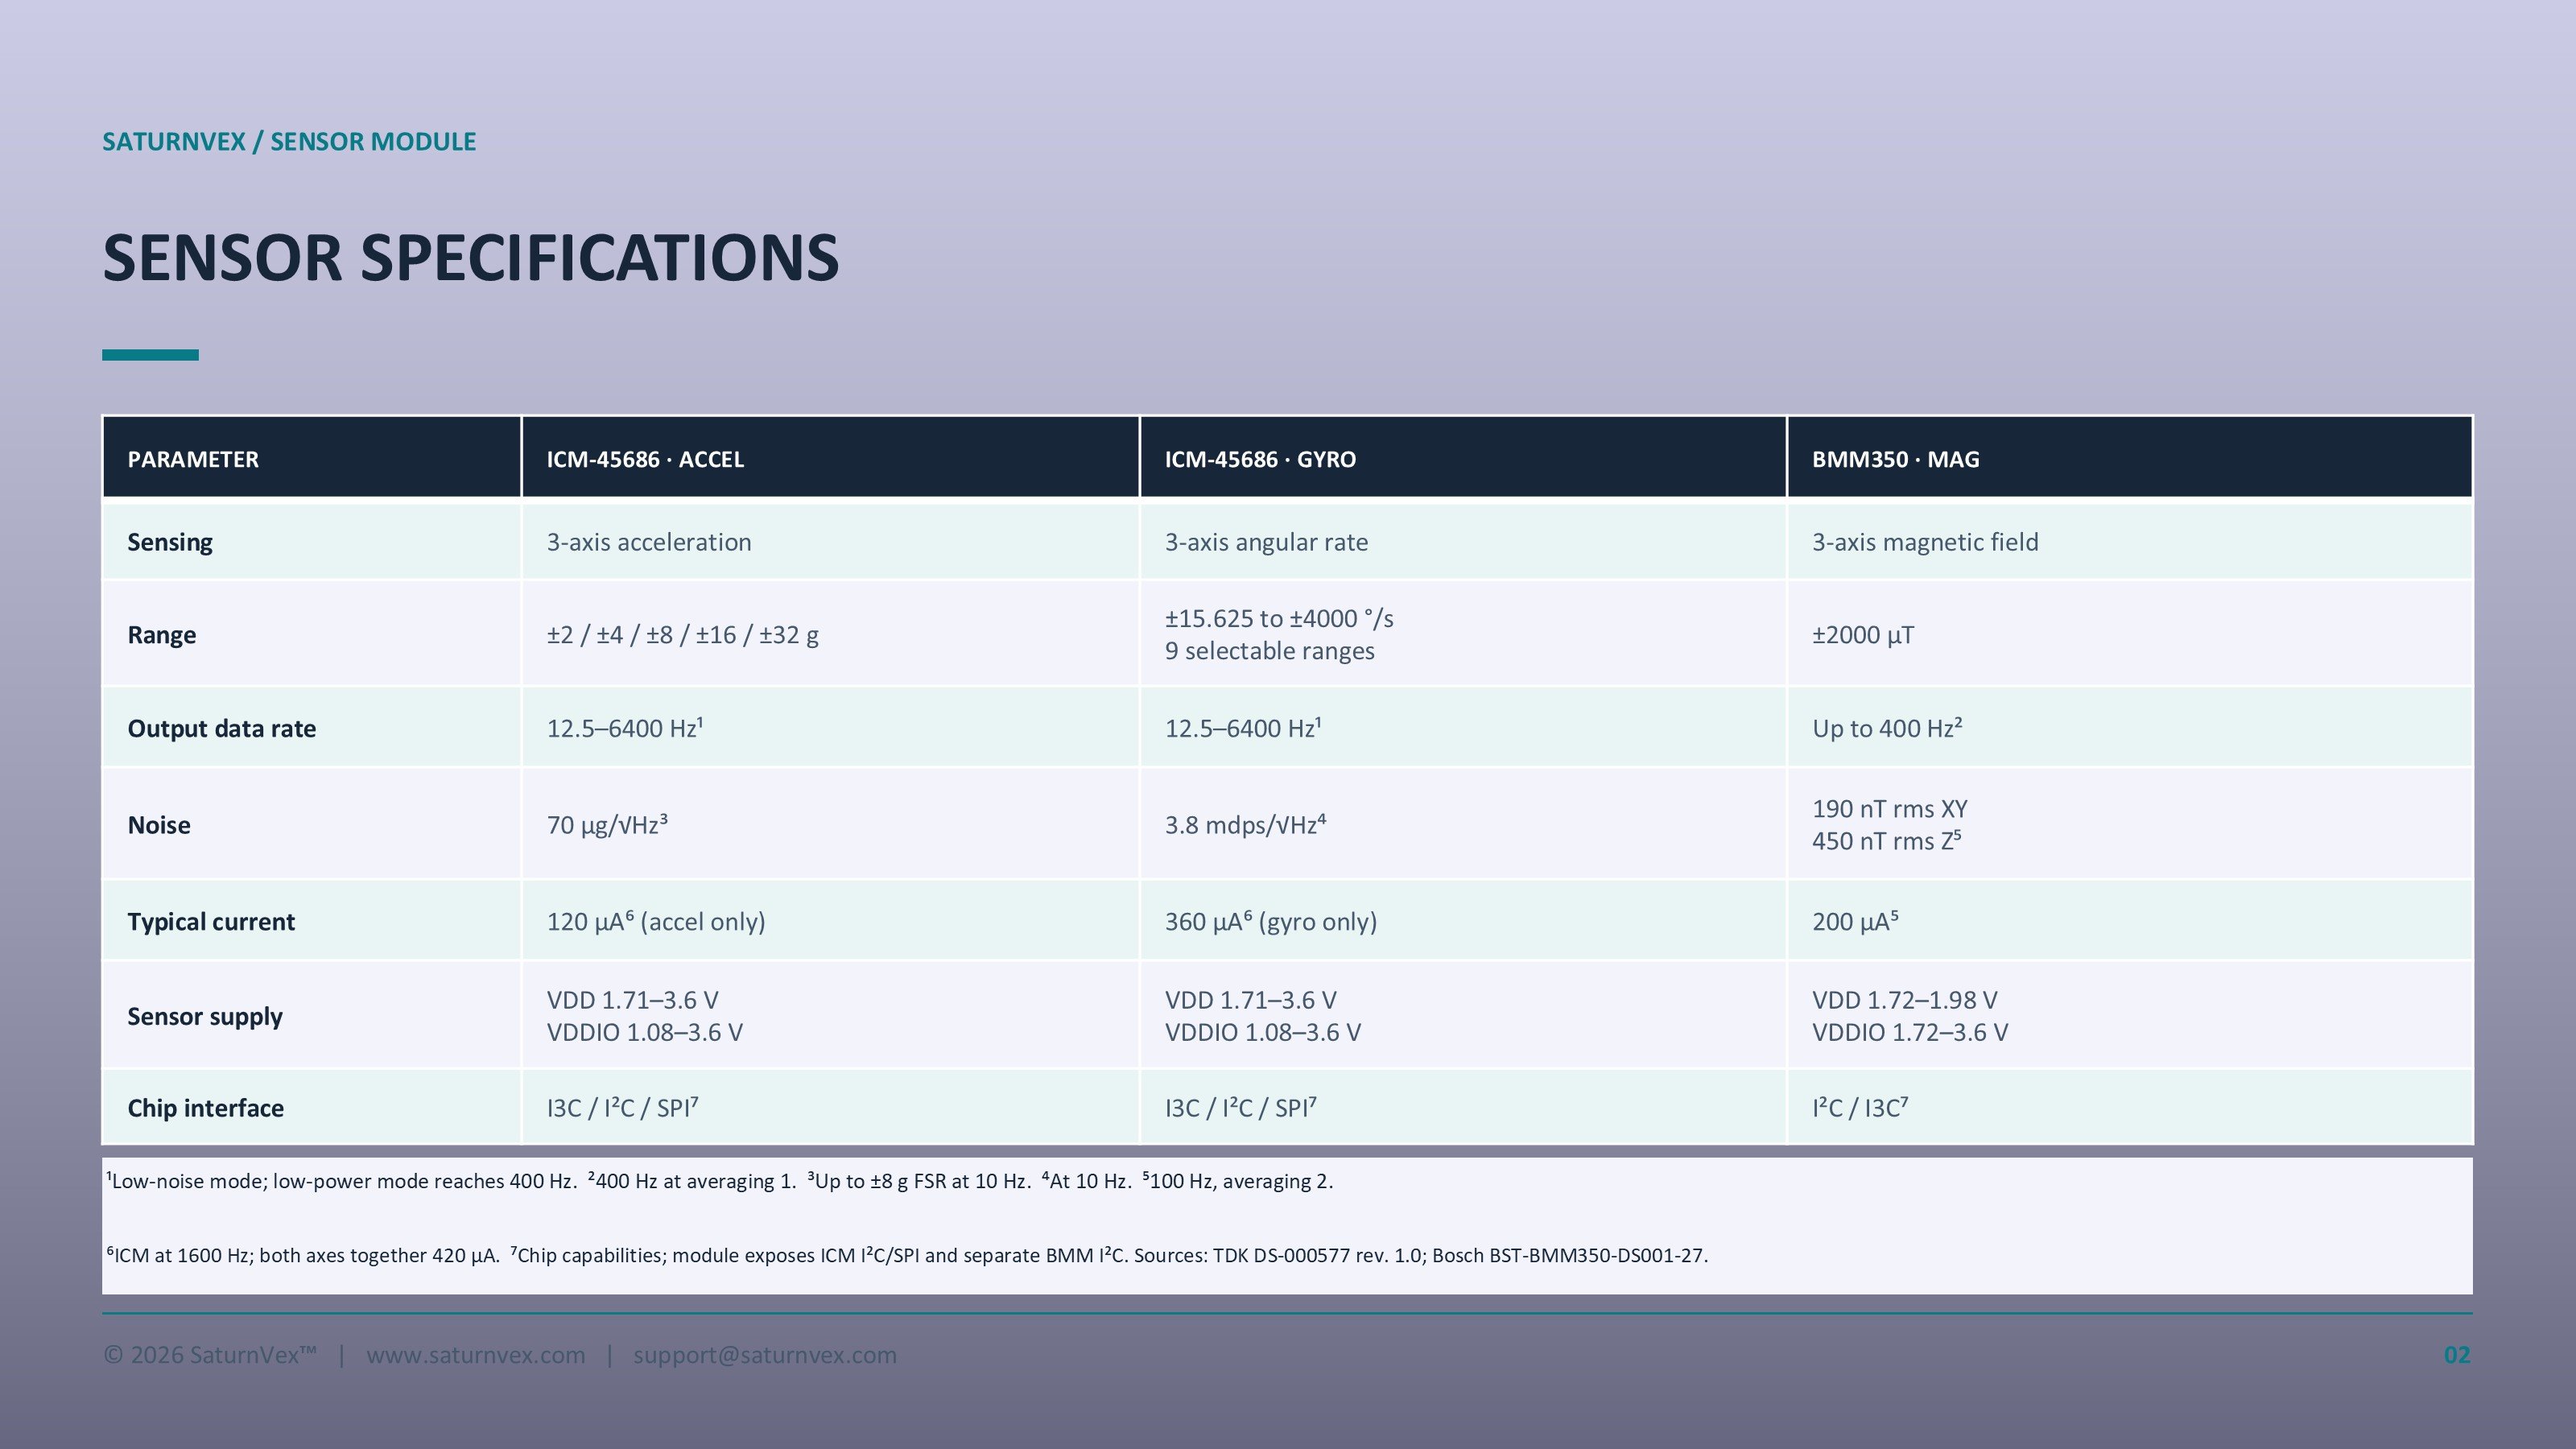 SATURNVEX / SENSOR MODULE
SENSOR SPECIFICATIONS
PARAMETER
ICM-45686 · ACCEL
ICM-45686 · GYRO
BMM350 · MAG
Sensing
3-axis acceleration
3-axis angular rate
3-axis magnetic field
Range
±2 / ±4 / ±8 / ±16 / ±32 g
±15.625 to ±4000 °/s
9 selectable ranges
±2000 µT
Output data rate
12.5–6400 Hz¹
12.5–6400 Hz¹
Up to 400 Hz²
Noise
70 µg/√Hz³
3.8 mdps/√Hz⁴
190 nT rms XY
450 nT rms Z⁵
Typical current
120 µA⁶ (accel only)
360 µA⁶ (gyro only)
200 µA⁵
Sensor supply
VDD 1.71–3.6 V
VDDIO 1.08–3.6 V
VDD 1.71–3.6 V
VDDIO 1.08–3.6 V
VDD 1.72–1.98 V
VDDIO 1.72–3.6 V
Chip interface
I3C / I²C / SPI⁷
I3C / I²C / SPI⁷
I²C / I3C⁷
¹Low-noise mode; low-power mode reaches 400 Hz. ²400 Hz at averaging 1. ³Up to ±8 g FSR at 10 Hz. ⁴At 10 Hz. ⁵100 Hz, averaging 2.
⁶ICM at 1600 Hz; both axes together 420 µA. ⁷Chip capabilities; module exposes ICM I²C/SPI and separate BMM I²C. Sources: TDK DS-000577 rev. 1.0; Bosch BST-BMM350-DS001-27.
© 2026 SaturnVex™ | www.saturnvex.com | support@saturnvex.com
02